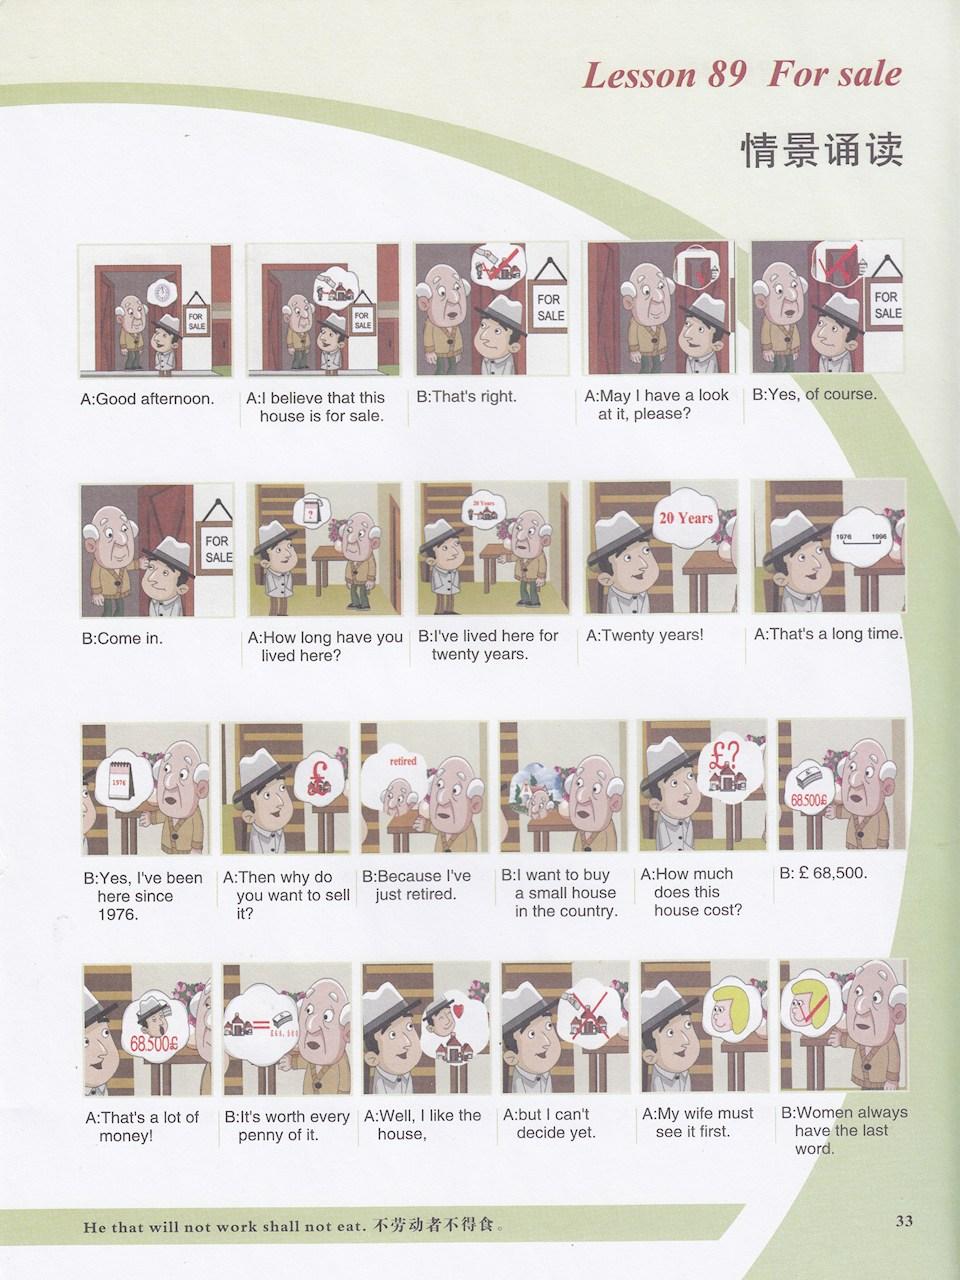 Lesson 89 For sale
情景诵读
FOR
SALE
FOR
SALE
FOR
SALE
FOR
SALE
A:Good afternoon.
A:I believe that this
house is for sale.
B:That's right.
A:May I have a look
at it, please?
B:Yes, of course.
FOR
SALE
?
20 Years
20 Years
1976 1996
B:Come in.
A:How long have you
lived here?
B:I've lived here for
twenty years.
A:Twenty years!
A:That's a long time.
1976
£
retired
£?
68.500£
B:Yes, I've been
here since
1976.
A:Then why do
you want to sell
it?
B:Because I've
just retired.
B:I want to buy
a small house
in the country.
A:How much
does this
house cost?
B: £ 68,500.
68.500£
=
£68,500
A:That's a lot of
money!
B:It's worth every
penny of it.
A:Well, I like the
house,
A:but I can't
decide yet.
A:My wife must
see it first.
B:Women always
have the last
word.
He that will not work shall not eat. 不劳动者不得食。
33